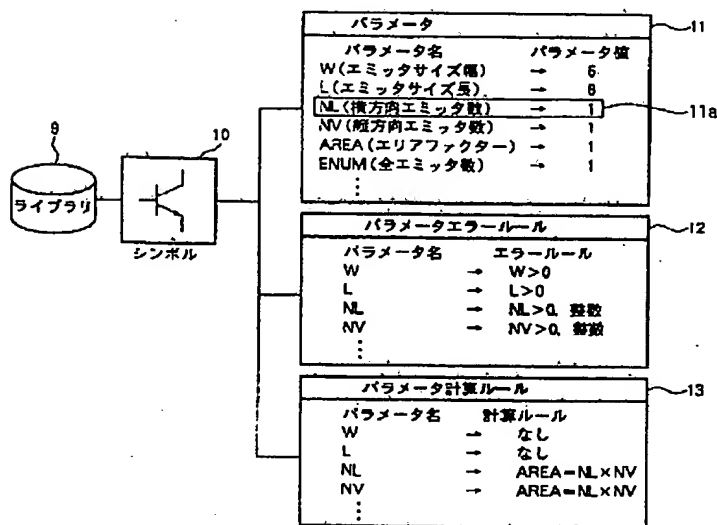 パラメータ
11
パラメータ名 パラメータ値
W(エミッタサイズ幅) → 6
L(エミッタサイズ長) → 8
NL(横方向エミッタ数) → 1
11a
NV(縦方向エミッタ数) → 1
AREA(エリアファクター) → 1
ENUM(全エミッタ数) → 1
⋮
9
ライブラリ
10
シンボル
パラメータエラールール
12
パラメータ名 エラールール
W → W>0
L → L>0
NL → NL>0, 整数
NV → NV>0, 整数
⋮
パラメータ計算ルール
13
パラメータ名 計算ルール
W → なし
L → なし
NL → AREA=NL×NV
NV → AREA=NL×NV
⋮